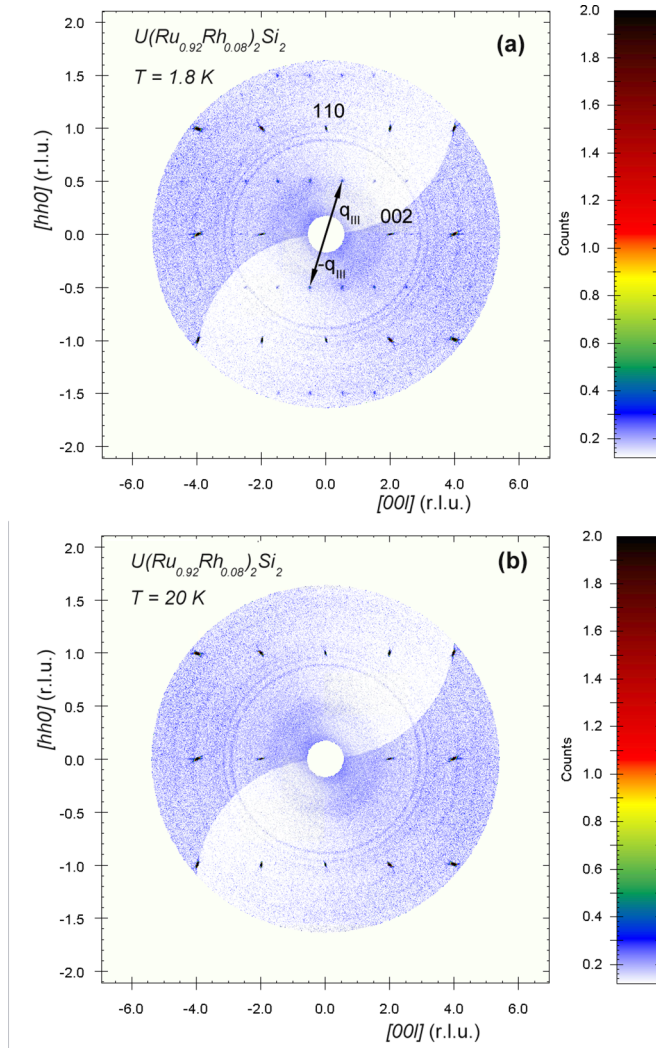 U(Ru0.92Rh0.08)2Si2
(a)
T = 1.8 K
110
002
qIII
-qIII
[hh0] (r.l.u.)
2.0
1.5
1.0
0.5
0.0
-0.5
-1.0
-1.5
-2.0
-6.0 -4.0 -2.0 0.0 2.0 4.0 6.0
[00l] (r.l.u.)
Counts
2.0
1.8
1.6
1.4
1.2
1.0
0.8
0.6
0.4
0.2
U(Ru0.92Rh0.08)2Si2
(b)
T = 20 K
[hh0] (r.l.u.)
2.0
1.5
1.0
0.5
0.0
-0.5
-1.0
-1.5
-2.0
-6.0 -4.0 -2.0 0.0 2.0 4.0 6.0
[00l] (r.l.u.)
Counts
2.0
1.8
1.6
1.4
1.2
1.0
0.8
0.6
0.4
0.2